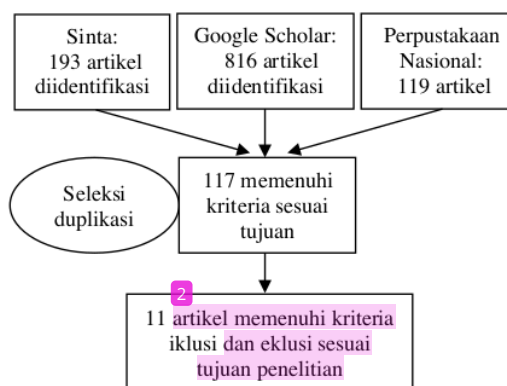 Sinta:
193 artikel
diidentifikasi
Google Scholar:
816 artikel
diidentifikasi
Perpustakaan
Nasional:
119 artikel
Seleksi
duplikasi
117 memenuhi
kriteria sesuai
tujuan
2
11 artikel memenuhi kriteria
iklusi dan eklusi sesuai
tujuan penelitian